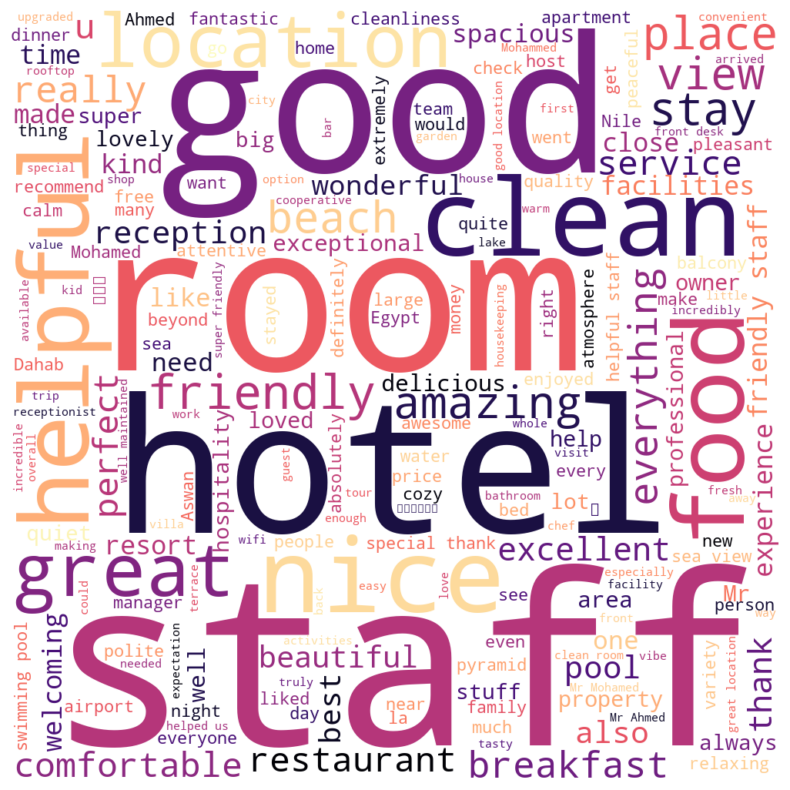 upgraded
Ahmed
fantastic
cleanliness
apartment
convenient
dinner
u
location
go
home
Mohammed
spacious
place
time
good
host
peaceful
arrived
rooftop
city
check
get
view
really
team
first
made
super
extremely
would
Nile
stay
thing
lovely
big
bar
garden
good location
went
close
front desk
pleasant
special
kind
want
option
wonderful
house
quality
service
recommend
shop
free
cooperative
facilities
calm
many
beach
quite
warm
clean
value
reception
exceptional
lake
Mohamed
attentive
helpful
kid
available
room
like
stayed
definitely
large
money
housekeeping
right
atmosphere
helpful staff
balcony
owner
make
little
incredibly
friendly staff
beyond
super friendly
Egypt
everything
sea
need
Dahab
delicious
enjoyed
trip
friendly
amazing
professional
food
receptionist
work
perfect
loved
hotel
awesome
whole
help
visit
incredible
overall
well maintained
hospitality
absolutely
guest
water
price
every
experience
Aswan
cozy
bathroom
bed
lot
fresh
away
villa
tour
enough
chef
quiet
making
resort
wifi
people
special thank
excellent
new
sea view
great
could
terrace
nice
easy
love
especially
facility
Mr
manager
back
see
area
person
way
staff
activities
front
swimming pool
welcoming
polite
needed
expectation
well
beautiful
even
clean room
vibe
one
pyramid
pool
variety
thank
truly
liked
best
near
stuff
property
Mr Mohamed
great location
airport
night
day
la
family
helped us
much
also
Mr Ahmed
everyone
tasty
always
relaxing
comfortable
restaurant
breakfast